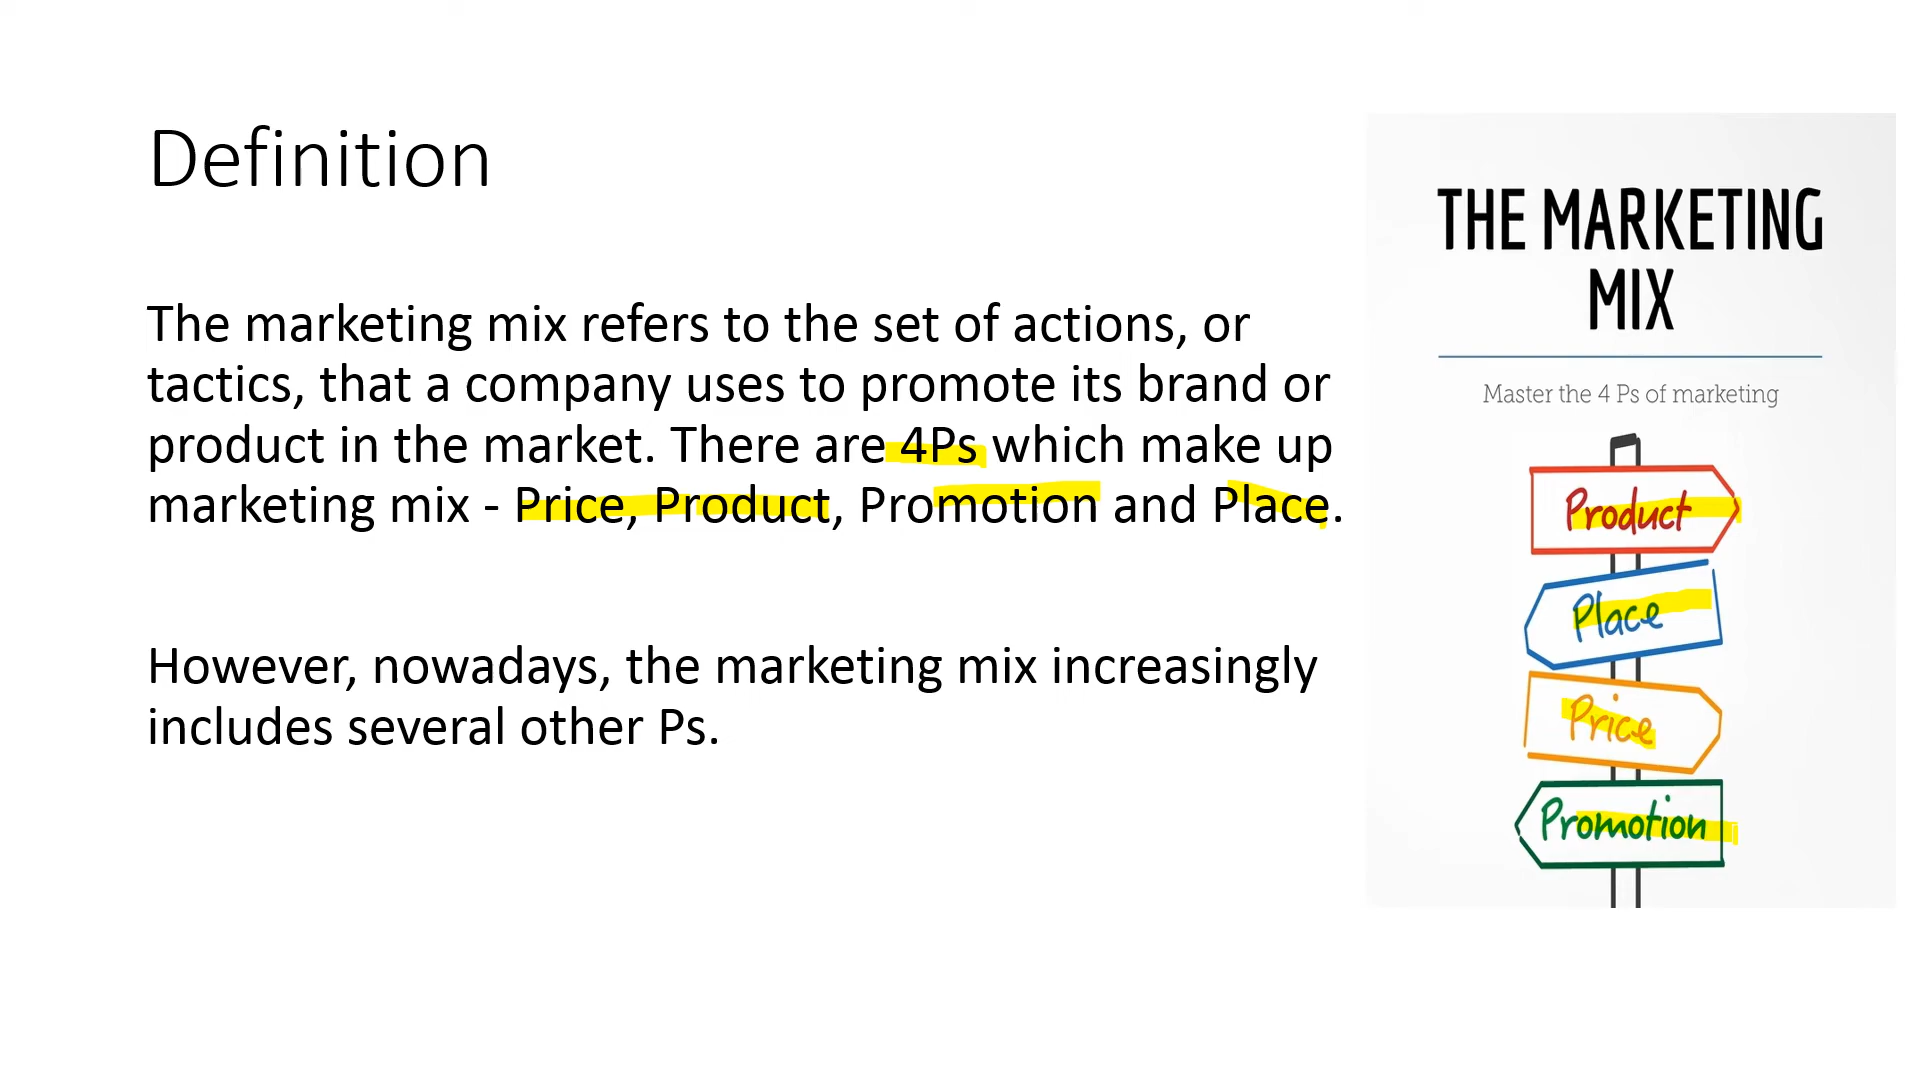 Definition
The marketing mix refers to the set of actions, or
tactics, that a company uses to promote its brand or
product in the market. There are 4Ps which make up
marketing mix - Price, Product, Promotion and Place.
However, nowadays, the marketing mix increasingly
includes several other Ps.
THE MARKETING
MIX
Master the 4 Ps of marketing
Product
Place
Price
Promotion